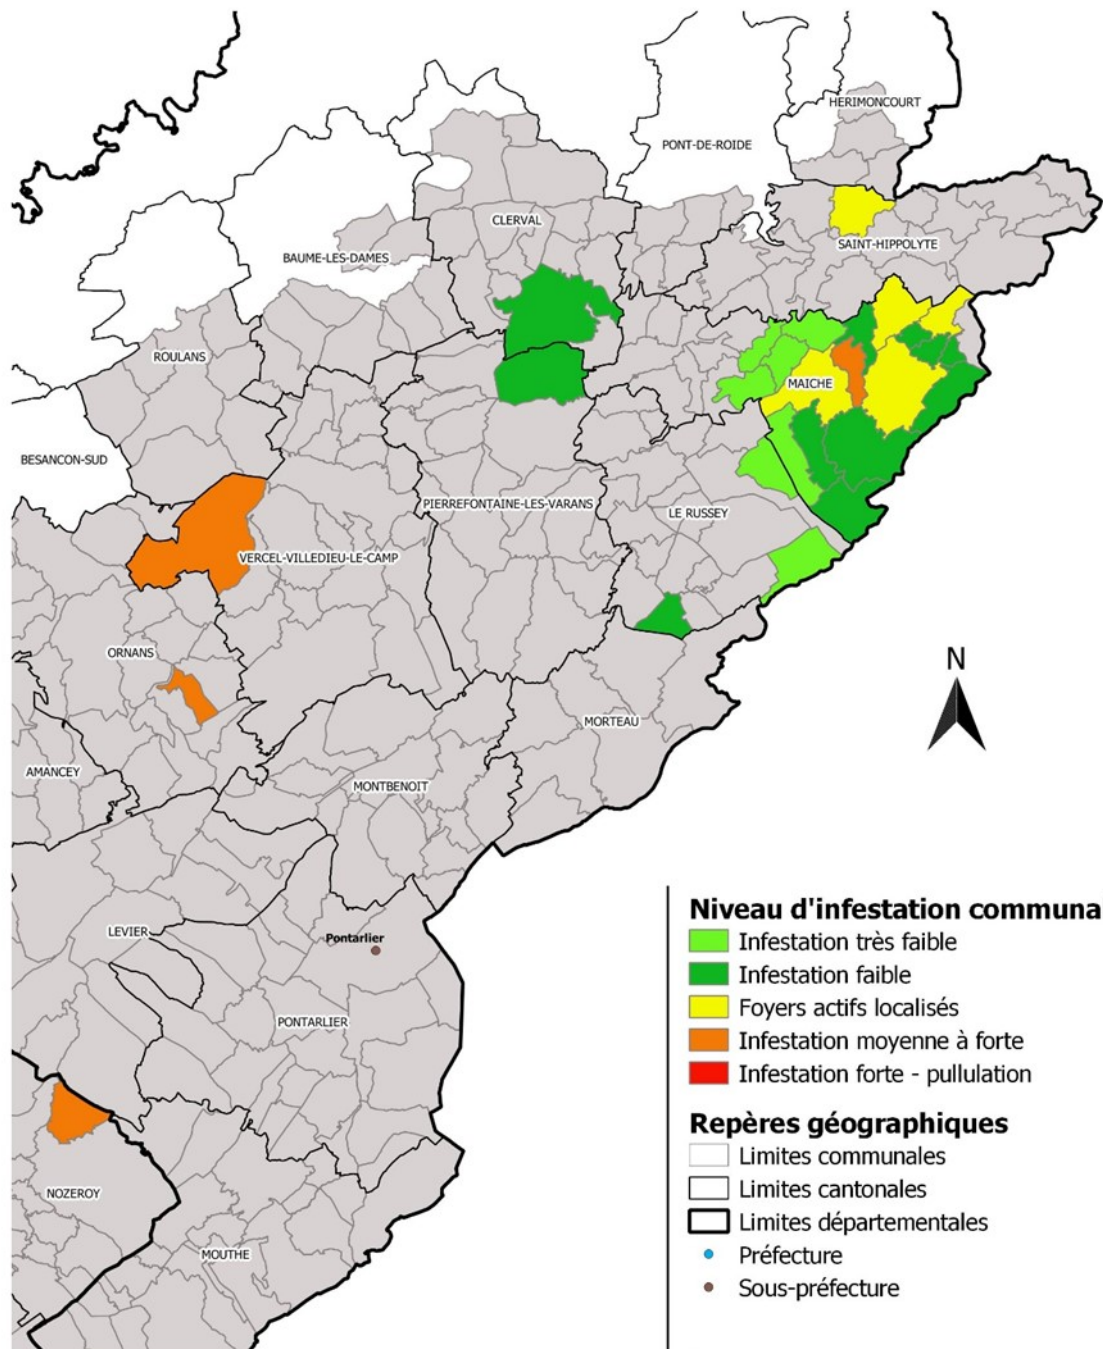 HERIMONCOURT
PONT-DE-ROIDE
CLERVAL
SAINT-HIPPOLYTE
BAUME-LES-DAMES
ROULANS
MAICHE
BESANCON-SUD
PIERREFONTAINE-LES-VARANS
LE RUSSEY
VERCEL-VILLEDIEU-LE-CAMP
ORNANS
N
MORTEAU
AMANCEY
MONTBENOIT
LEVIER
Pontarlier
PONTARLIER
NOZEROY
MOUTHE
Niveau d'infestation communa
Infestation très faible
Infestation faible
Foyers actifs localisés
Infestation moyenne à forte
Infestation forte - pullulation
Repères géographiques
Limites communales
Limites cantonales
Limites départementales
Préfecture
Sous-préfecture